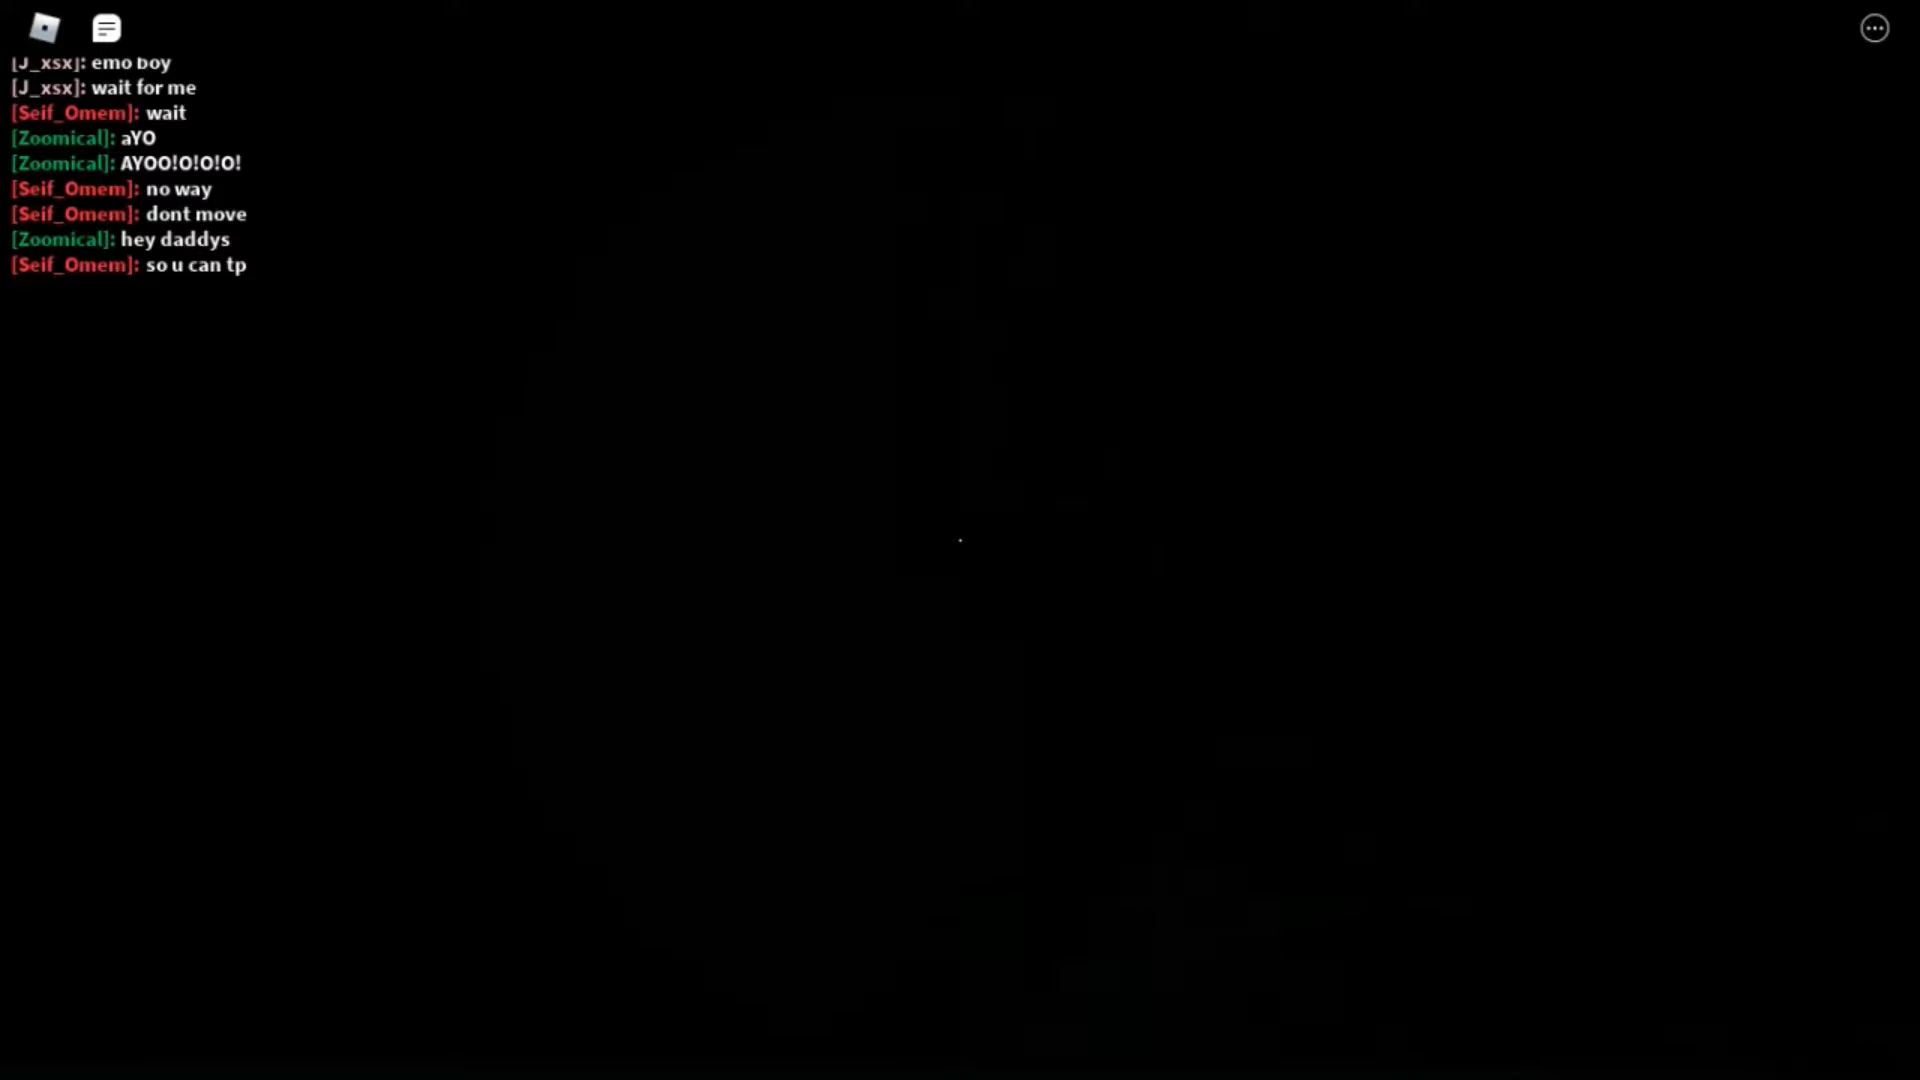 [J_xsx]: emo boy
[J_xsx]: wait for me
[Seif_Omem]: wait
[Zoomical]: aYO
[Zoomical]: AYOO!O!O!O!
[Seif_Omem]: no way
[Seif_Omem]: dont move
[Zoomical]: hey daddys
[Seif_Omem]: so u can tp